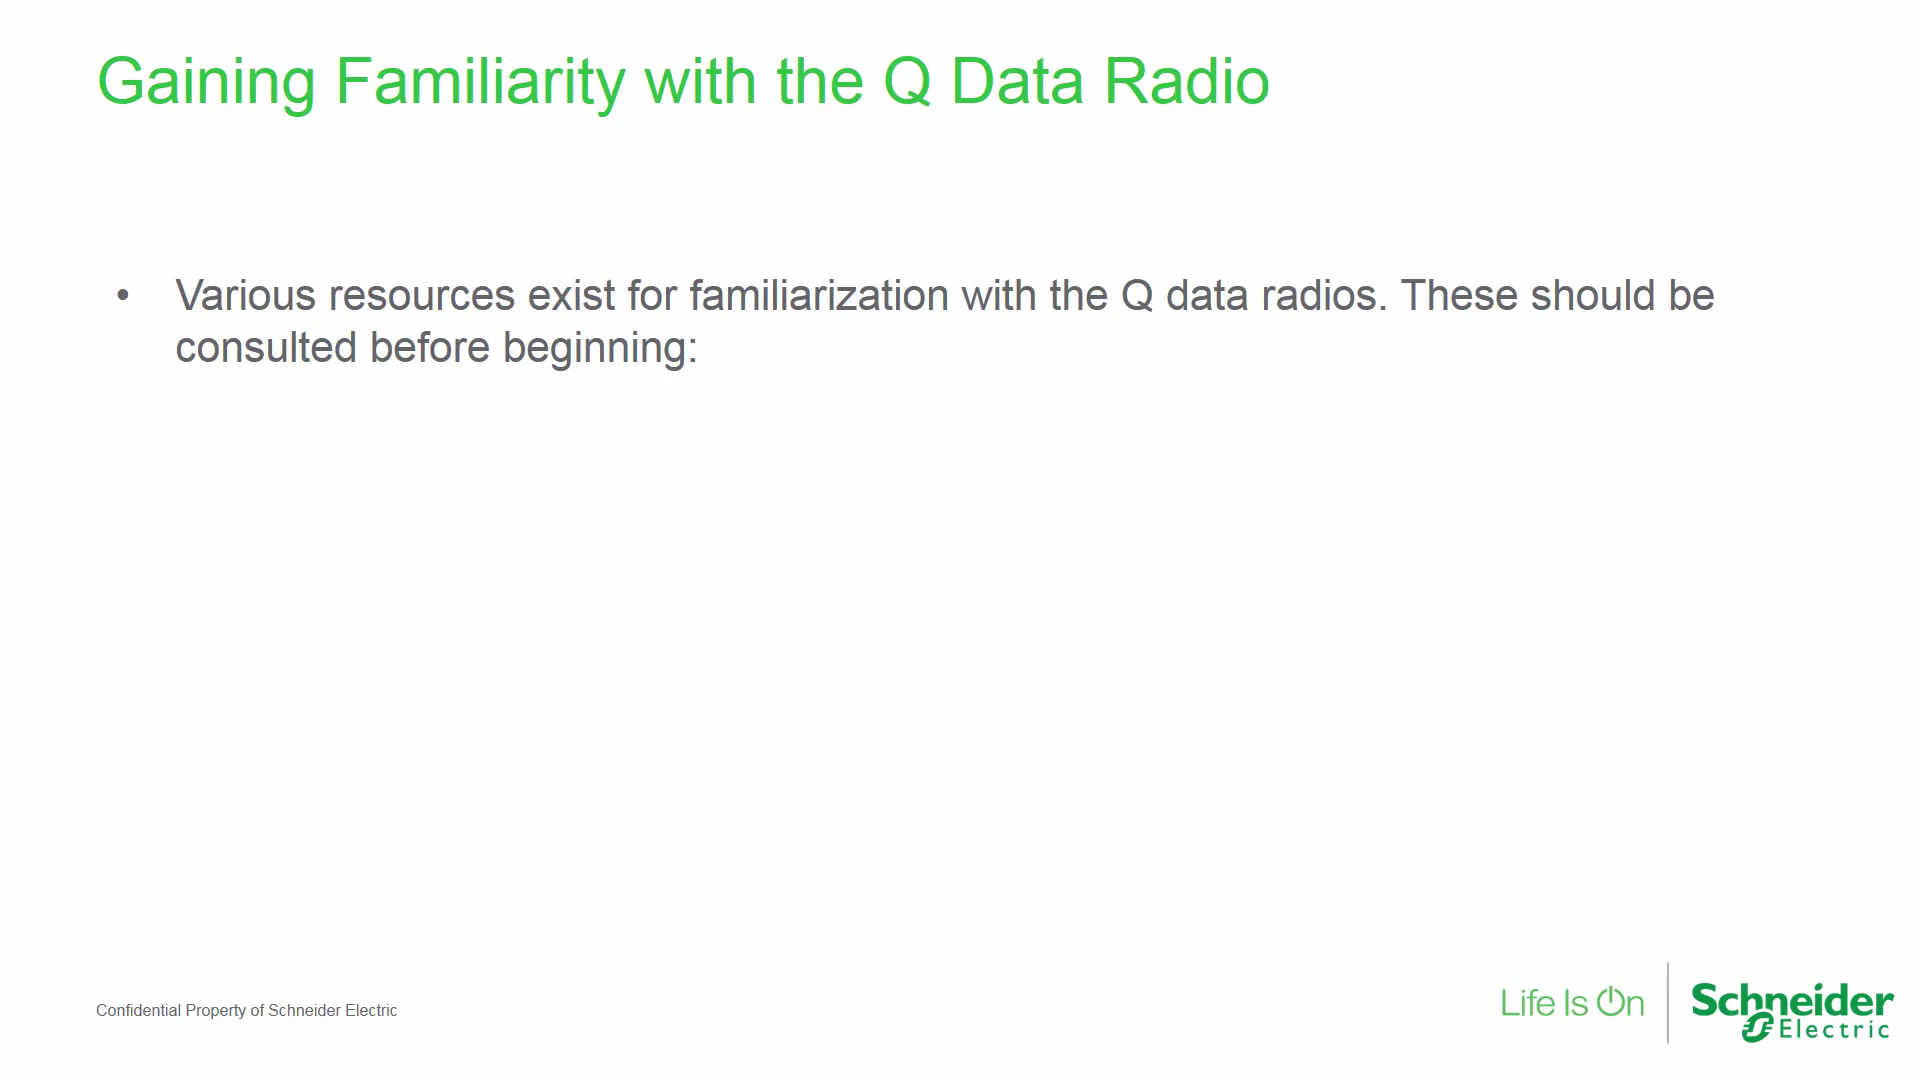 Gaining Familiarity with the Q Data Radio
• Various resources exist for familiarization with the Q data radios. These should be
consulted before beginning:
Confidential Property of Schneider Electric
Life Is On
Schneider
Electric